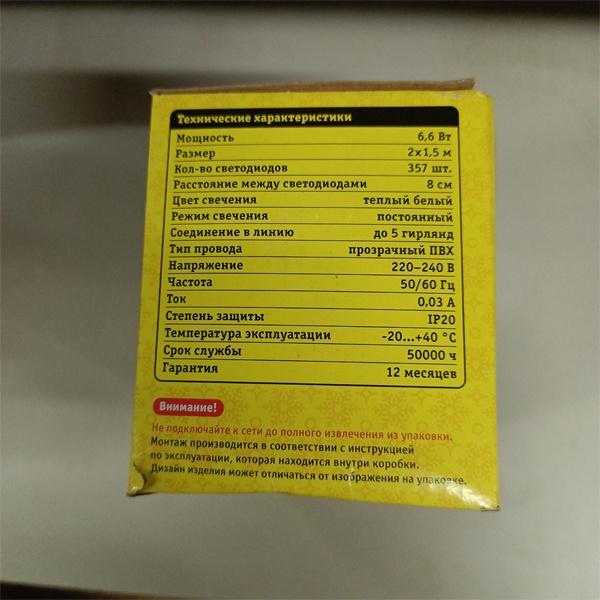 Технические характеристики
Мощность 6,6 Вт
Размер 2х1,5 м
Кол-во светодиодов 357 шт.
Расстояние между светодиодами 8 см
Цвет свечения теплый белый
Режим свечения постоянный
Соединение в линию до 5 гирлянд
Тип провода прозрачный ПВХ
Напряжение 220–240 В
Частота 50/60 Гц
Ток 0,03 А
Степень защиты IP20
Температура эксплуатации -20...+40 °С
Срок службы 50000 ч
Гарантия 12 месяцев
Внимание!
Не подключайте к сети до полного извлечения из упаковки.
Монтаж производится в соответствии с инструкцией
по эксплуатации, которая находится внутри коробки.
Дизайн изделия может отличаться от изображения на упаковке.